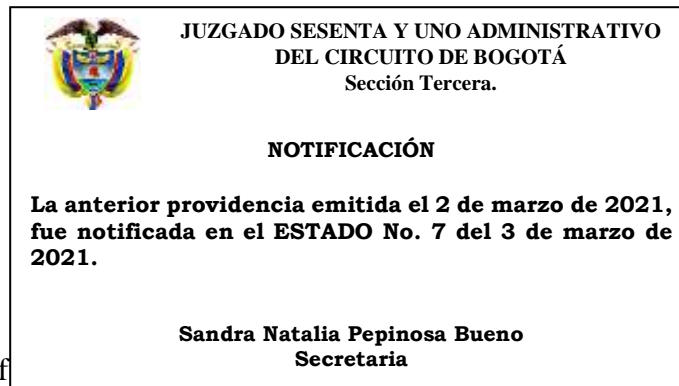 JUZGADO SESENTA Y UNO ADMINISTRATIVO
DEL CIRCUITO DE BOGOTÁ
Sección Tercera.
NOTIFICACIÓN
La anterior providencia emitida el 2 de marzo de 2021,
fue notificada en el ESTADO No. 7 del 3 de marzo de
2021.
Sandra Natalia Pepinosa Bueno
Secretaria
f